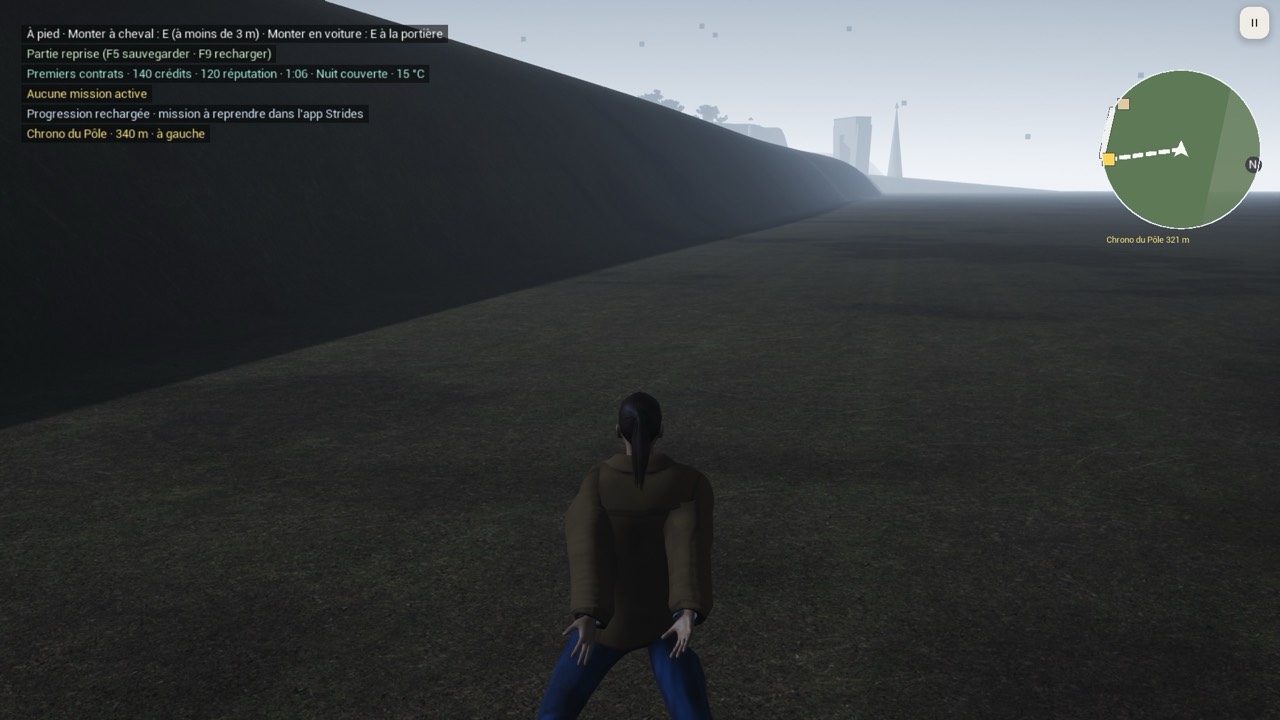 À pied · Monter à cheval : E (à moins de 3 m) · Monter en voiture : E à la portière
Partie reprise (F5 sauvegarder · F9 recharger)
Premiers contrats · 140 crédits · 120 réputation · 1:06 · Nuit couverte · 15 °C
Aucune mission active
Progression rechargée · mission à reprendre dans l'app Strides
Chrono du Pôle · 340 m · à gauche
N
Chrono du Pôle 321 m